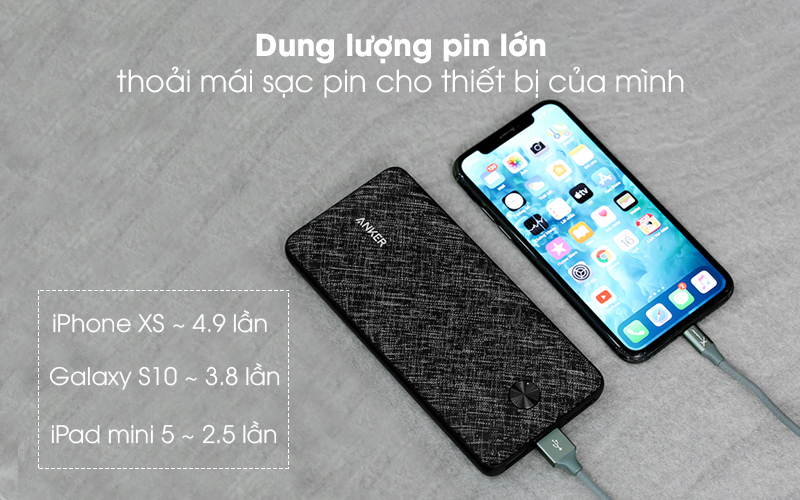 Dung lượng pin lớn
thoải mái sạc pin cho thiết bị của mình
ANKER
16
iPhone XS ~ 4.9 lần
Galaxy S10 ~ 3.8 lần
iPad mini 5 ~ 2.5 lần